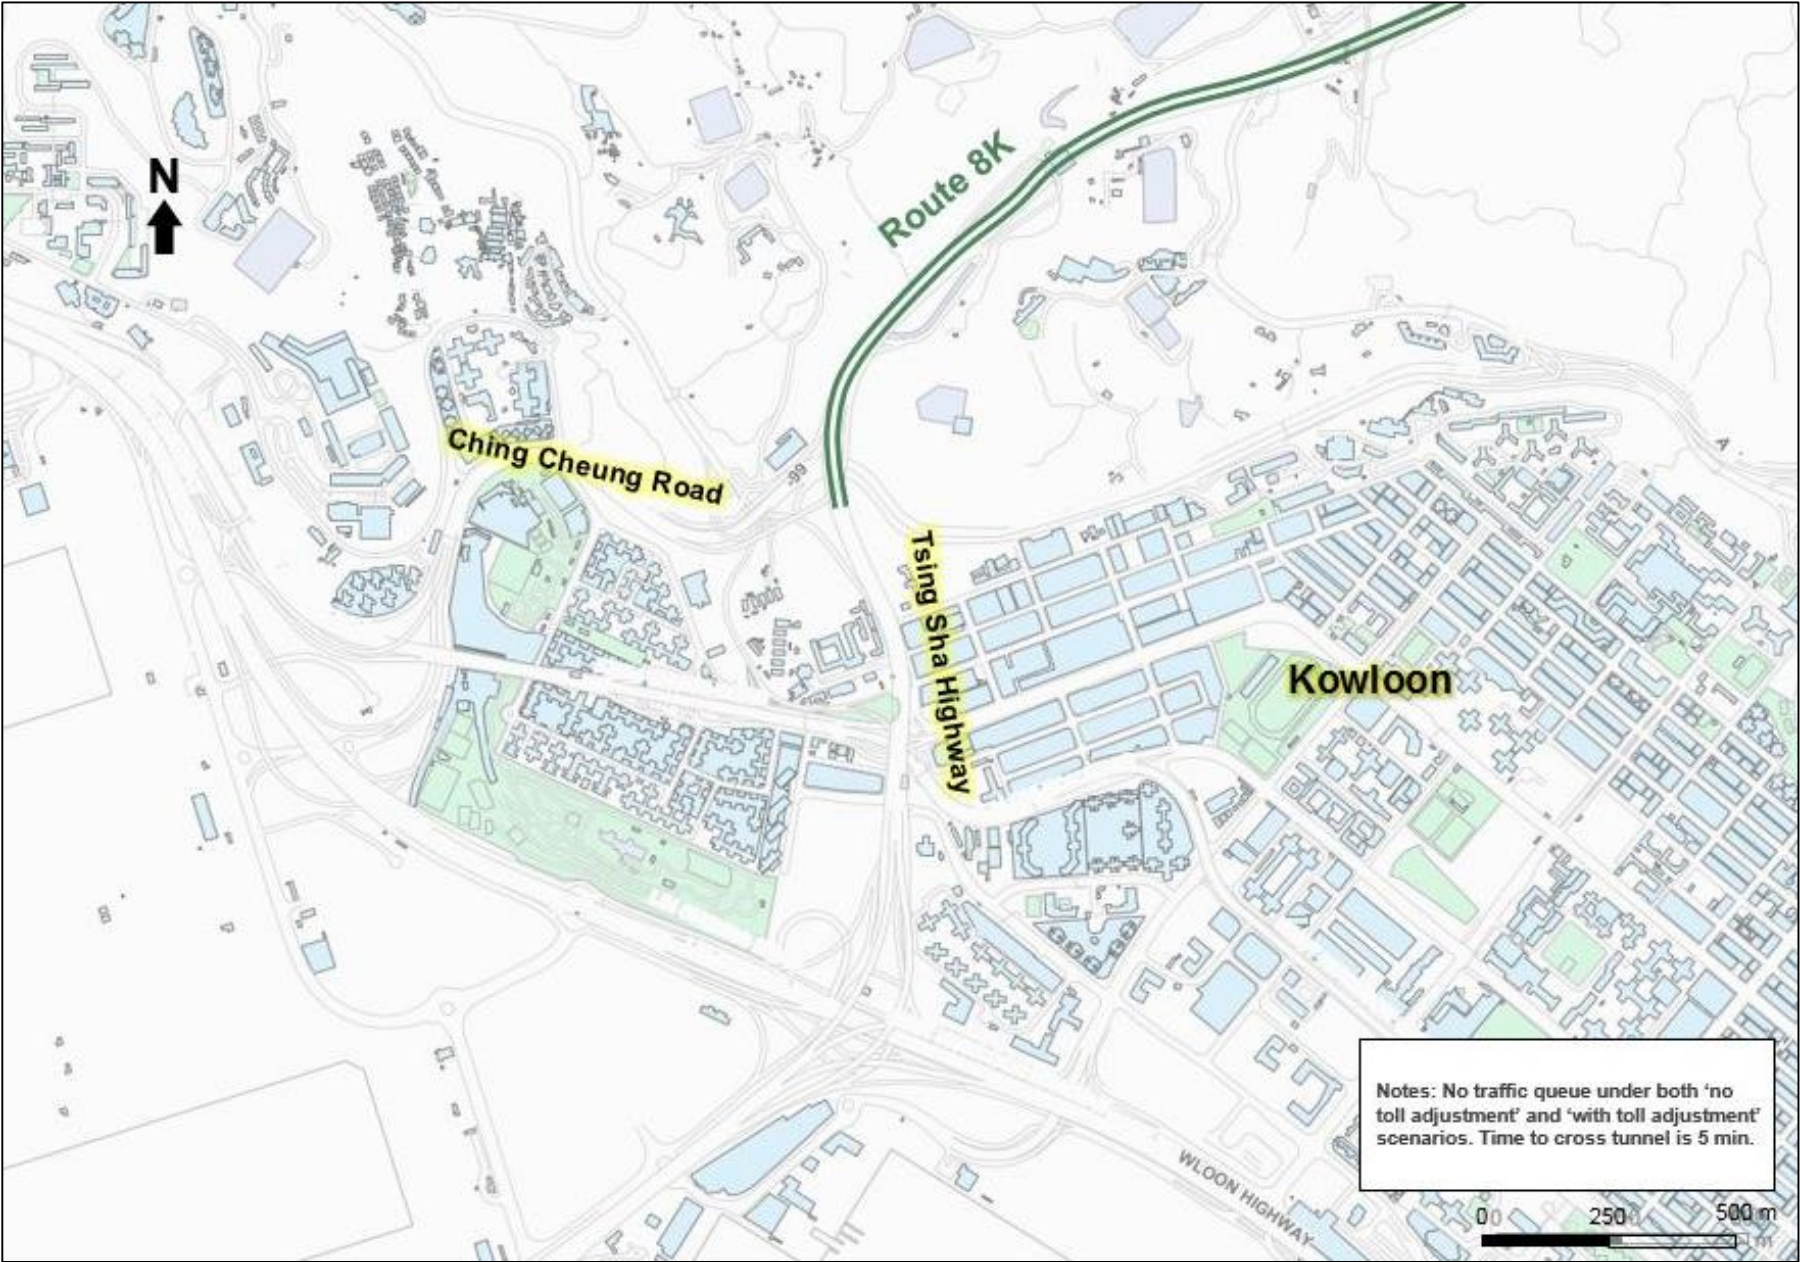 Route 8K
N
Ching Cheung Road
Tsing Sha Highway
Kowloon
Notes: No traffic queue under both ‘no
toll adjustment’ and ‘with toll adjustment’
scenarios. Time to cross tunnel is 5 min.
WLOON HIGHWAY
0 250 500 m